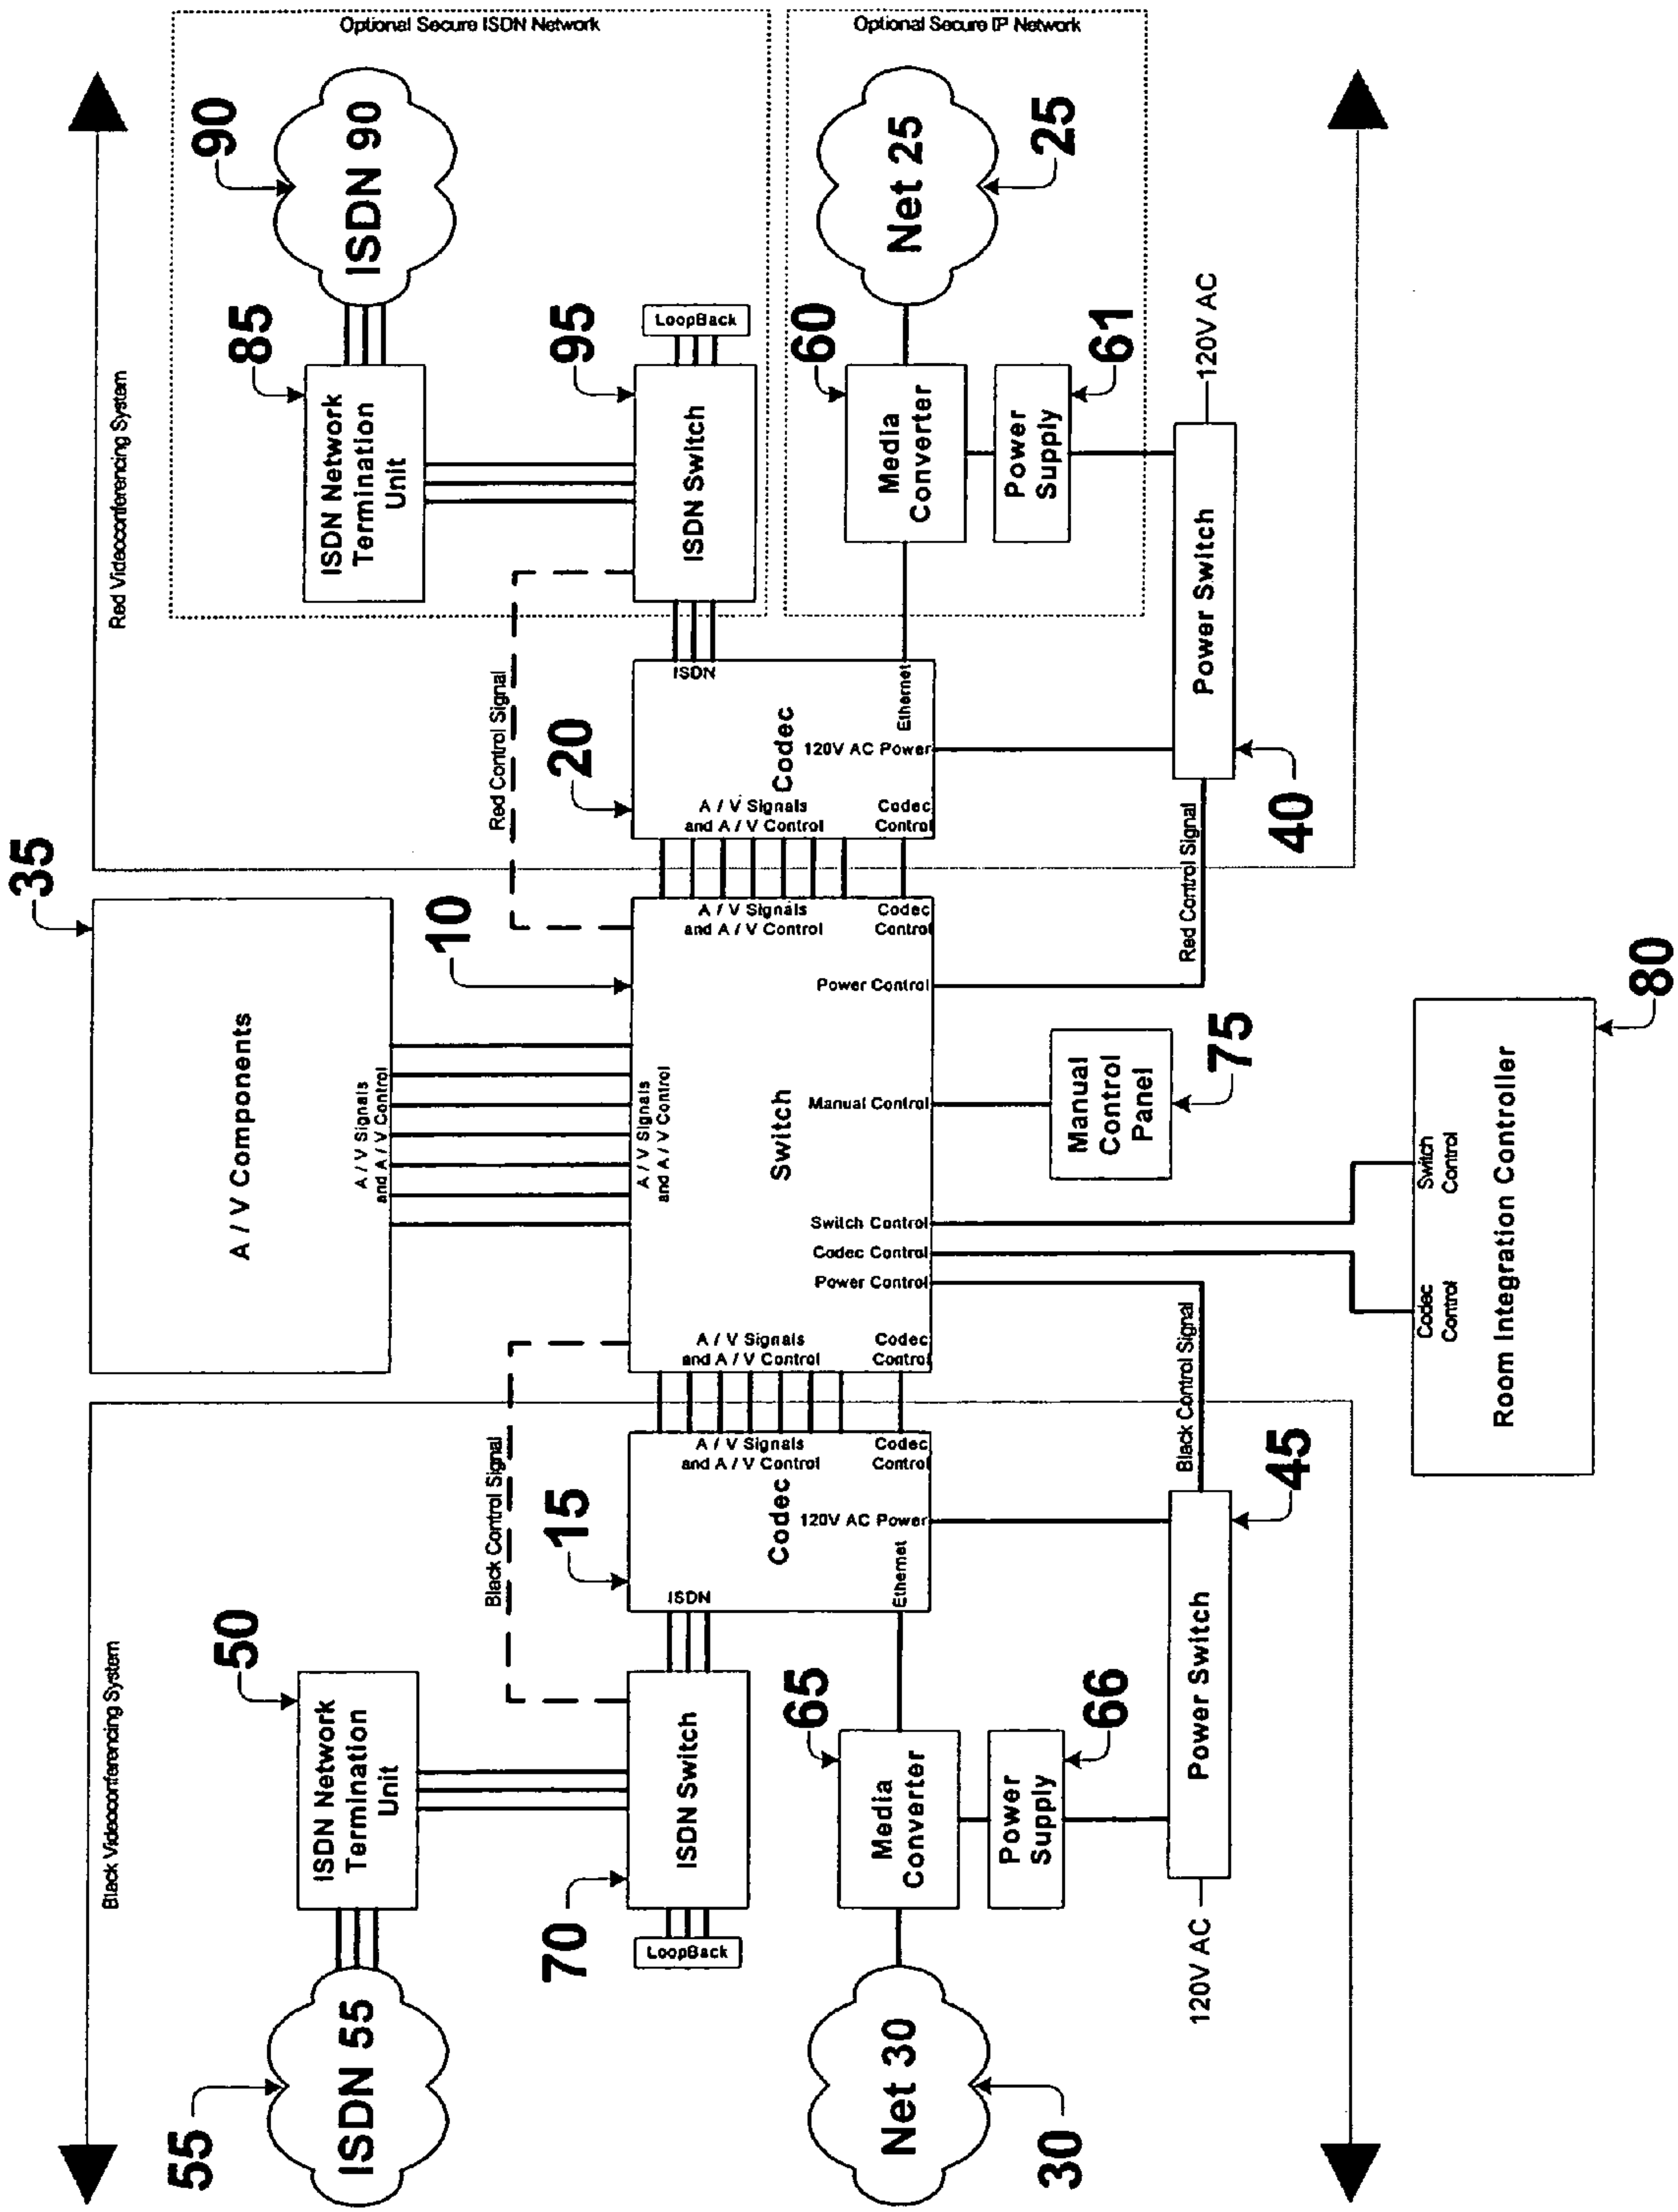 Black Videoconferencing System
Red Videoconferencing System
Optional Secure ISDN Network
Optional Secure IP Network
35
A / V Components
A / V Signals
and A / V Control
55
ISDN 55
50
ISDN Network
Termination
Unit
85
ISDN Network
Termination
Unit
90
ISDN 90
Black Control Signal
Red Control Signal
70
LoopBack
ISDN Switch
15
ISDN
Codec
A / V Signals
and A / V Control
Codec
Control
120V AC Power
Ethernet
10
A / V Signals
and A / V Control
Switch
A / V Signals
and A / V Control
Codec
Control
A / V Signals
and A / V Control
Codec
Control
Power Control
Codec Control
Switch Control
Manual Control
Power Control
20
A / V Signals
and A / V Control
Codec
Control
Codec
ISDN
120V AC Power
Ethernet
95
ISDN Switch
LoopBack
30
Net 30
65
Media
Converter
66
Power
Supply
60
Media
Converter
61
Power
Supply
25
Net 25
75
Manual
Control
Panel
120V AC
Power Switch
45
Black Control Signal
Red Control Signal
40
Power Switch
120V AC
Codec
Control
Switch
Control
Room Integration Controller
80